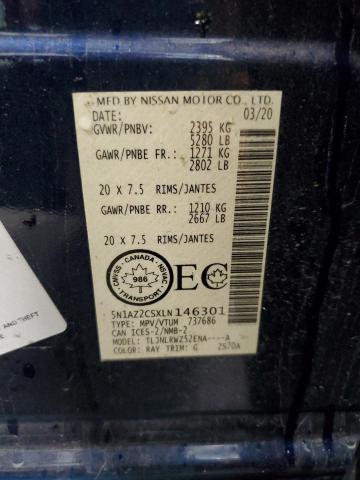 MFD BY NISSAN MOTOR CO., LTD.
DATE: 03/20
GVWR/PNBV: 2395 KG
5280 LB
GAWR/PNBE FR.: 1271 KG
2802 LB
20 X 7.5 RIMS/JANTES
GAWR/PNBE RR.: 1210 KG
2667 LB
20 X 7.5 RIMS/JANTES
CANADA
CMVSS NSVAC
986
TRANSPORT
EC
5N1AZ2CSXLN146301
TYPE: MPV/VTUM 737686
CAN ICES-2/NMB-2
MODEL: TLJNLRWZ52ENA----A
COLOR: RAY TRIM: G 2570A
AND THEFT